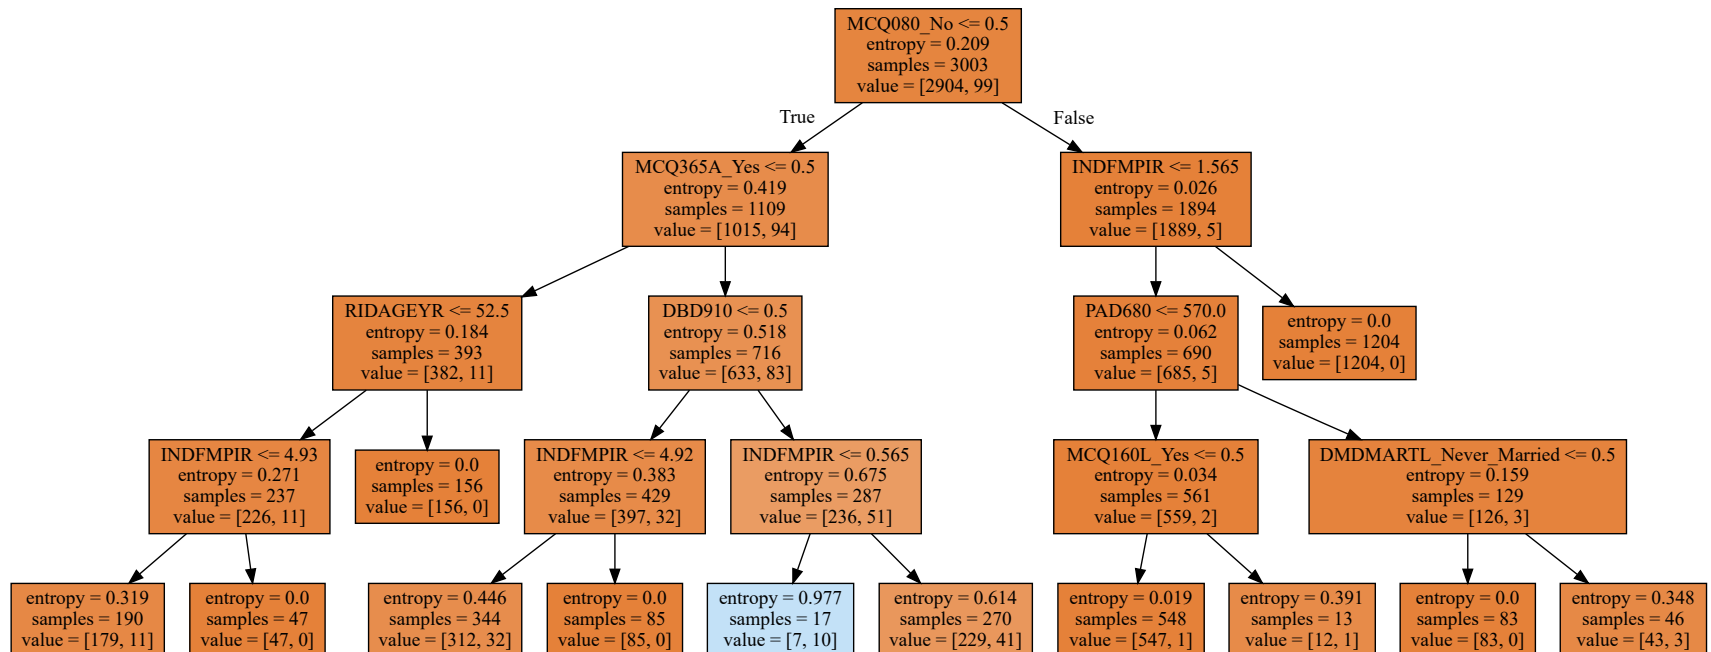 MCQ080_No <= 0.5
entropy = 0.209
samples = 3003
value = [2904, 99]
True
False
MCQ365A_Yes <= 0.5
entropy = 0.419
samples = 1109
value = [1015, 94]
INDFMPIR <= 1.565
entropy = 0.026
samples = 1894
value = [1889, 5]
RIDAGEYR <= 52.5
entropy = 0.184
samples = 393
value = [382, 11]
DBD910 <= 0.5
entropy = 0.518
samples = 716
value = [633, 83]
PAD680 <= 570.0
entropy = 0.062
samples = 690
value = [685, 5]
entropy = 0.0
samples = 1204
value = [1204, 0]
INDFMPIR <= 4.93
entropy = 0.271
samples = 237
value = [226, 11]
entropy = 0.0
samples = 156
value = [156, 0]
INDFMPIR <= 4.92
entropy = 0.383
samples = 429
value = [397, 32]
INDFMPIR <= 0.565
entropy = 0.675
samples = 287
value = [236, 51]
MCQ160L_Yes <= 0.5
entropy = 0.034
samples = 561
value = [559, 2]
DMDMARTL_Never_Married <= 0.5
entropy = 0.159
samples = 129
value = [126, 3]
entropy = 0.319
samples = 190
value = [179, 11]
entropy = 0.0
samples = 47
value = [47, 0]
entropy = 0.446
samples = 344
value = [312, 32]
entropy = 0.0
samples = 85
value = [85, 0]
entropy = 0.977
samples = 17
value = [7, 10]
entropy = 0.614
samples = 270
value = [229, 41]
entropy = 0.019
samples = 548
value = [547, 1]
entropy = 0.391
samples = 13
value = [12, 1]
entropy = 0.0
samples = 83
value = [83, 0]
entropy = 0.348
samples = 46
value = [43, 3]